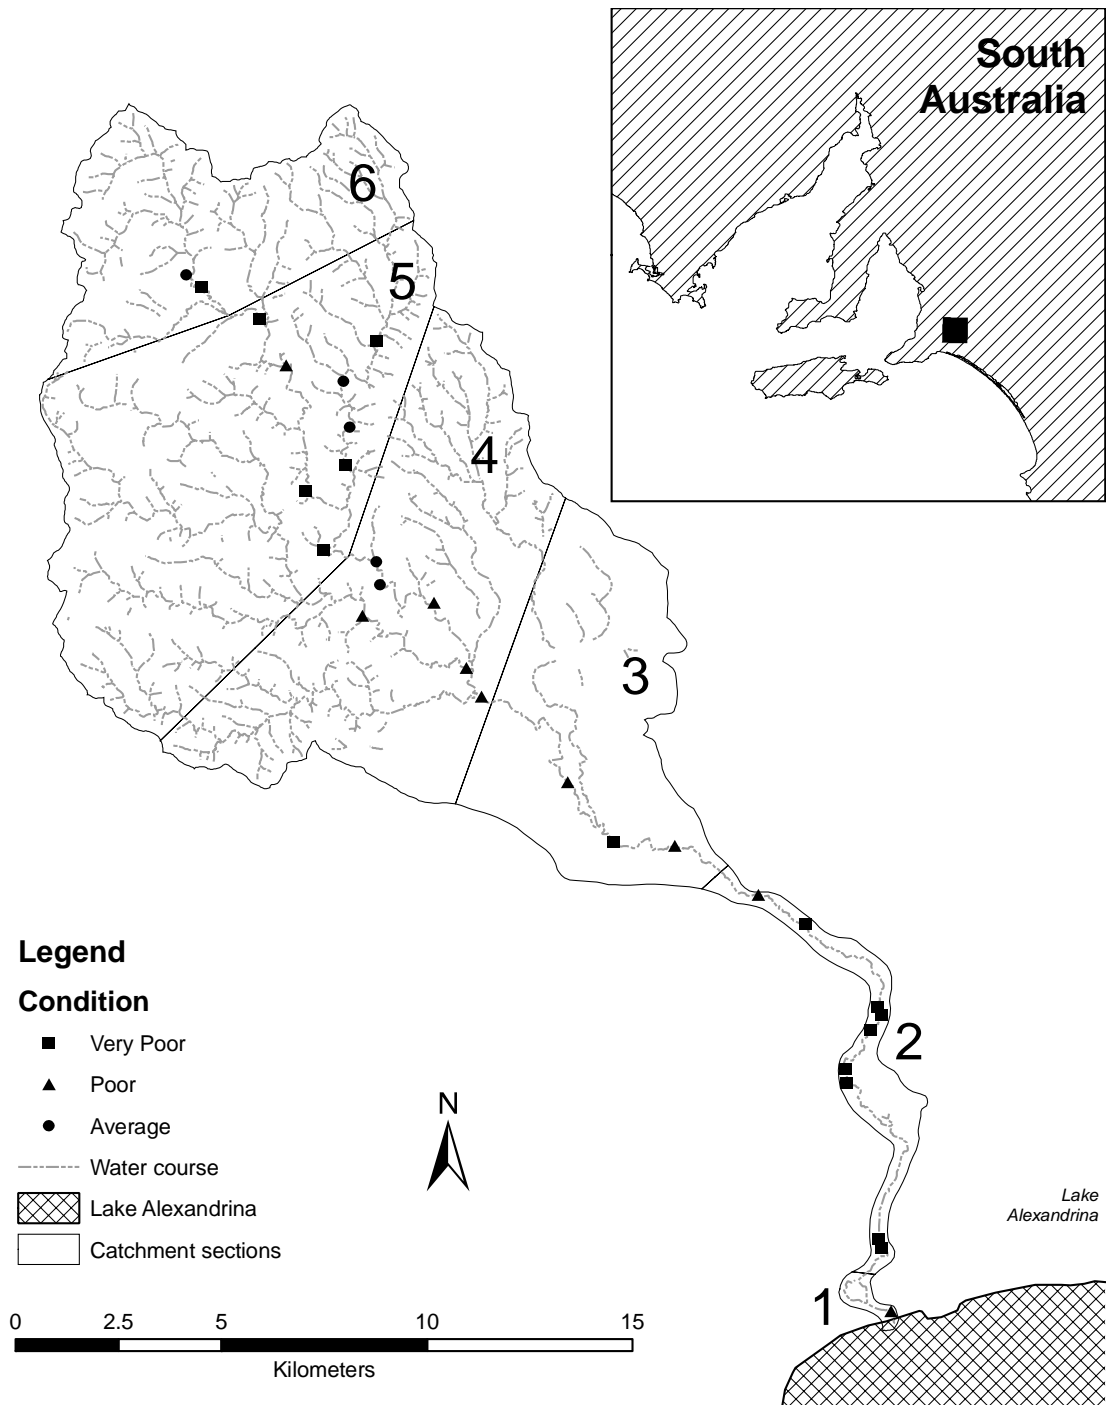 South
Australia
6
5
4
3
2
1
Legend
Condition
Very Poor
Poor
Average
Water course
Lake Alexandrina
Catchment sections
N
Lake
Alexandrina
0 2.5 5 10 15
Kilometers